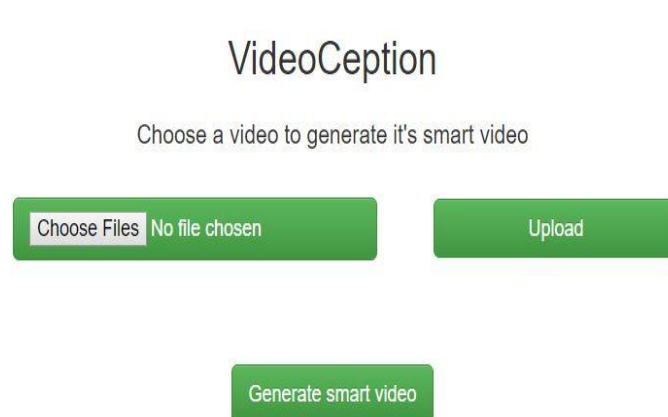 VideoCeption
Choose a video to generate it's smart video
Choose Files No file chosen
Upload
Generate smart video